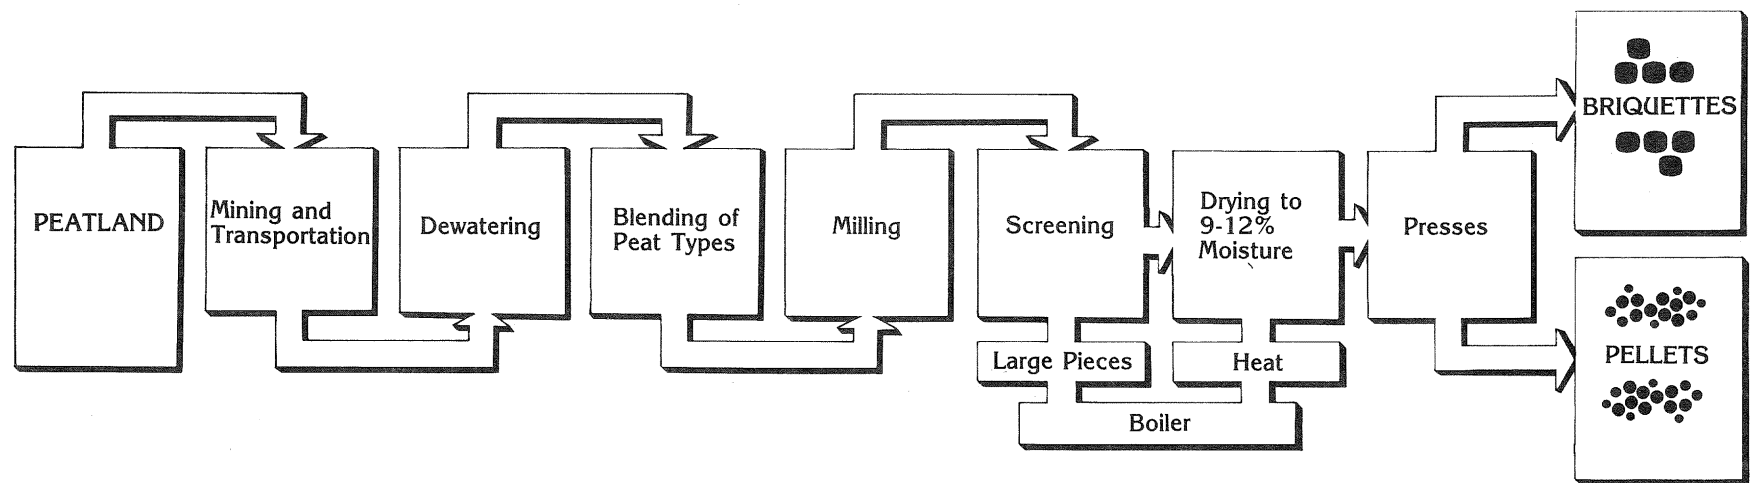 PEATLAND
Mining and
Transportation
Dewatering
Blending of
Peat Types
Milling
Screening
Drying to
9-12%
Moisture
Presses
BRIQUETTES
PELLETS
Large Pieces
Heat
Boiler